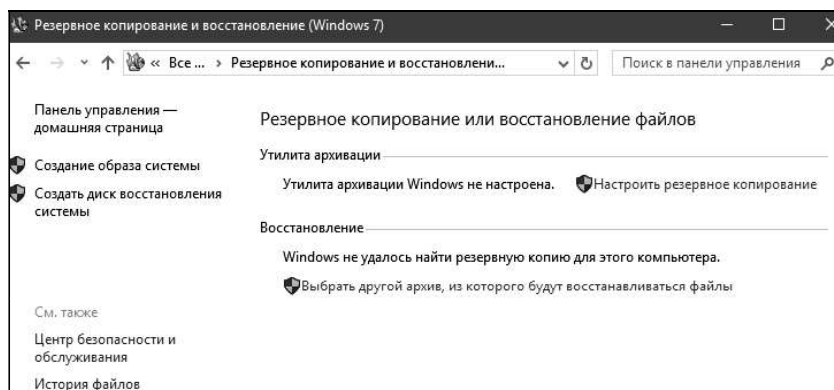 Резервное копирование и восстановление (Windows 7)
« Все ... › Резервное копирование и восстановлени...
Поиск в панели управления
Панель управления —
домашняя страница
Создание образа системы
Создать диск восстановления
системы
См. также
Центр безопасности и
обслуживания
История файлов
Резервное копирование или восстановление файлов
Утилита архивации
Утилита архивации Windows не настроена. Настроить резервное копирование
Восстановление
Windows не удалось найти резервную копию для этого компьютера.
Выбрать другой архив, из которого будут восстанавливаться файлы